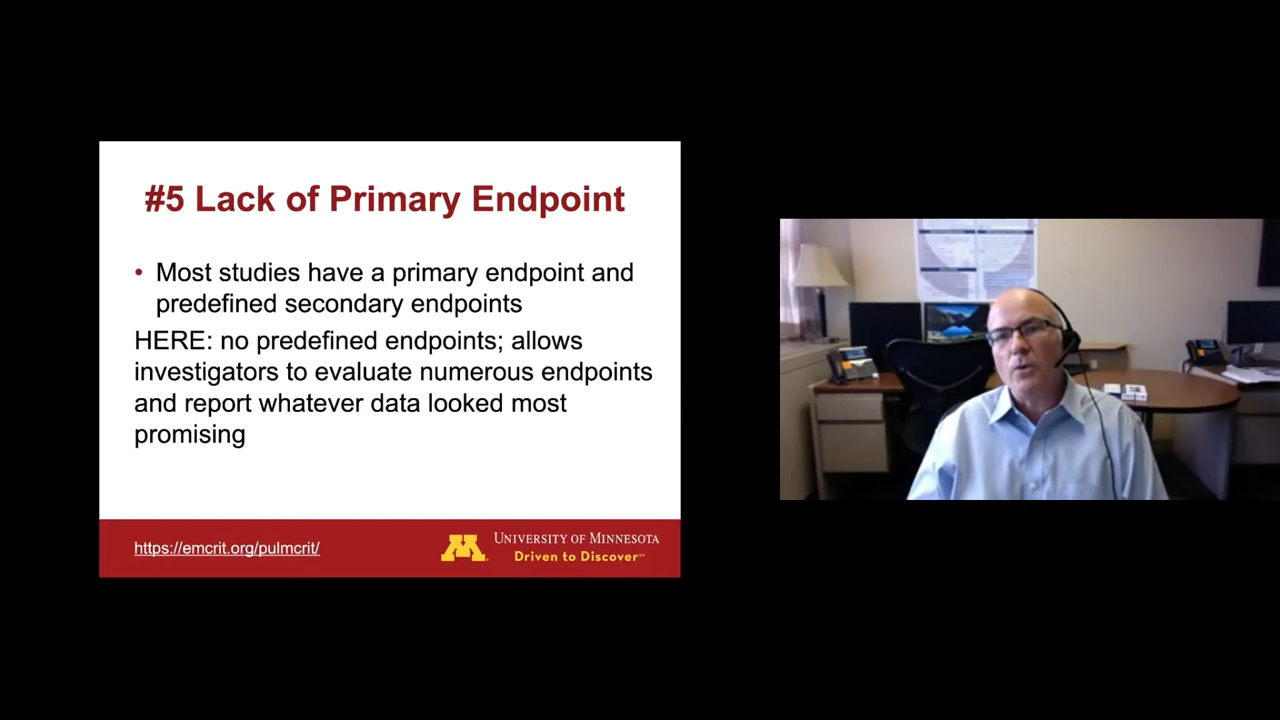 #5 Lack of Primary Endpoint
• Most studies have a primary endpoint and
predefined secondary endpoints
HERE: no predefined endpoints; allows
investigators to evaluate numerous endpoints
and report whatever data looked most
promising
https://emcrit.org/pulmcrit/
UNIVERSITY OF MINNESOTA
Driven to Discover℠